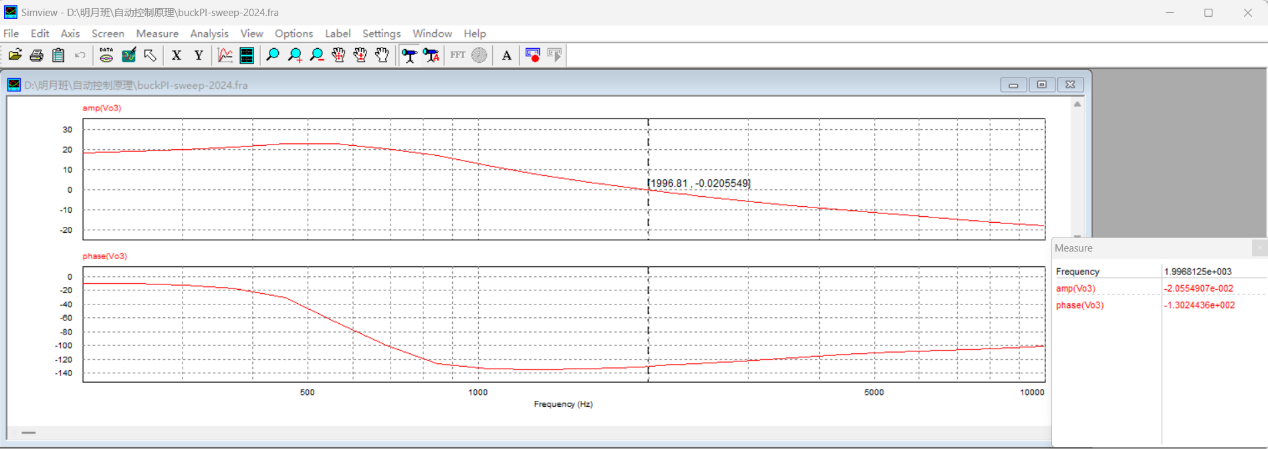 Simview - D:\明月班\自动控制原理\buckPI-sweep-2024.fra
File Edit Axis Screen Measure Analysis View Options Label Settings Window Help
DATA X Y FFT A
D:\明月班\自动控制原理\buckPI-sweep-2024.fra
amp(Vo3)
30
20
10
0
-10
-20
[1996.81 , -0.0205549]
phase(Vo3)
0
-20
-40
-60
-80
-100
-120
-140
500 1000 5000 10000
Frequency (Hz)
Measure
Frequency 1.9968125e+003
amp(Vo3) -2.0554907e-002
phase(Vo3) -1.3024436e+002